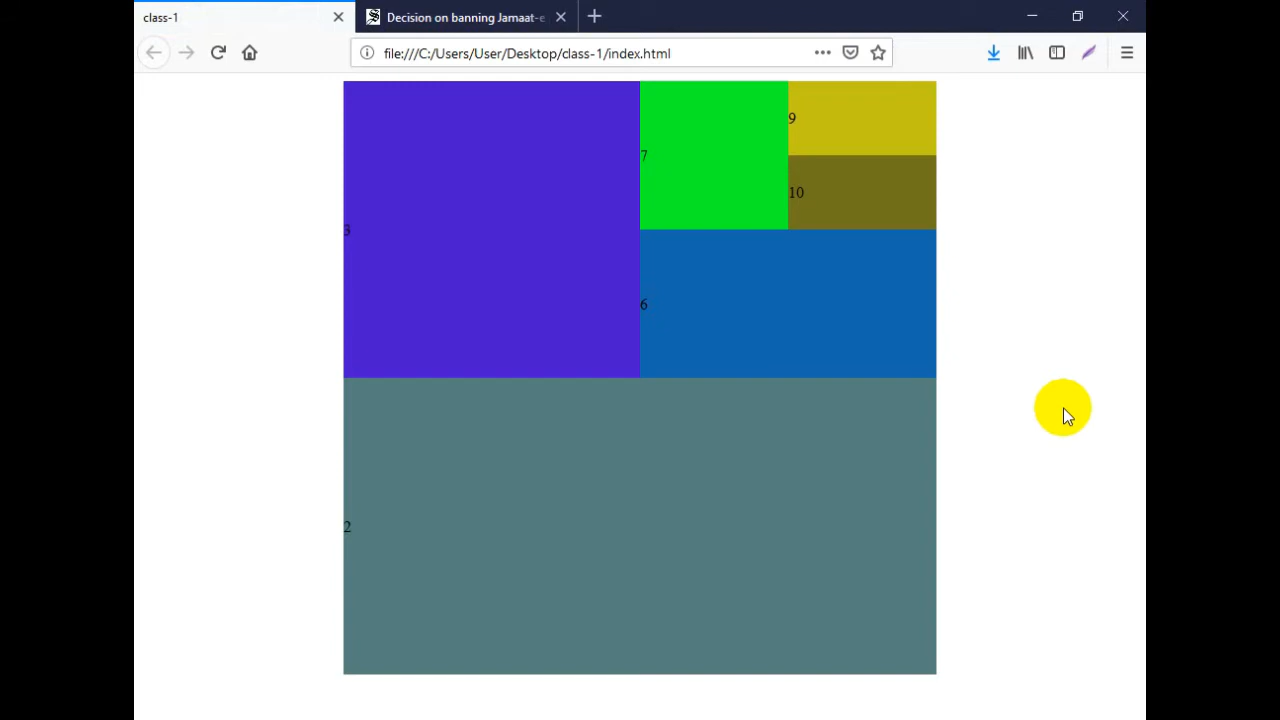 class-1
Decision on banning Jamaat-e
file:///C:/Users/User/Desktop/class-1/index.html
9
7
10
3
6
2